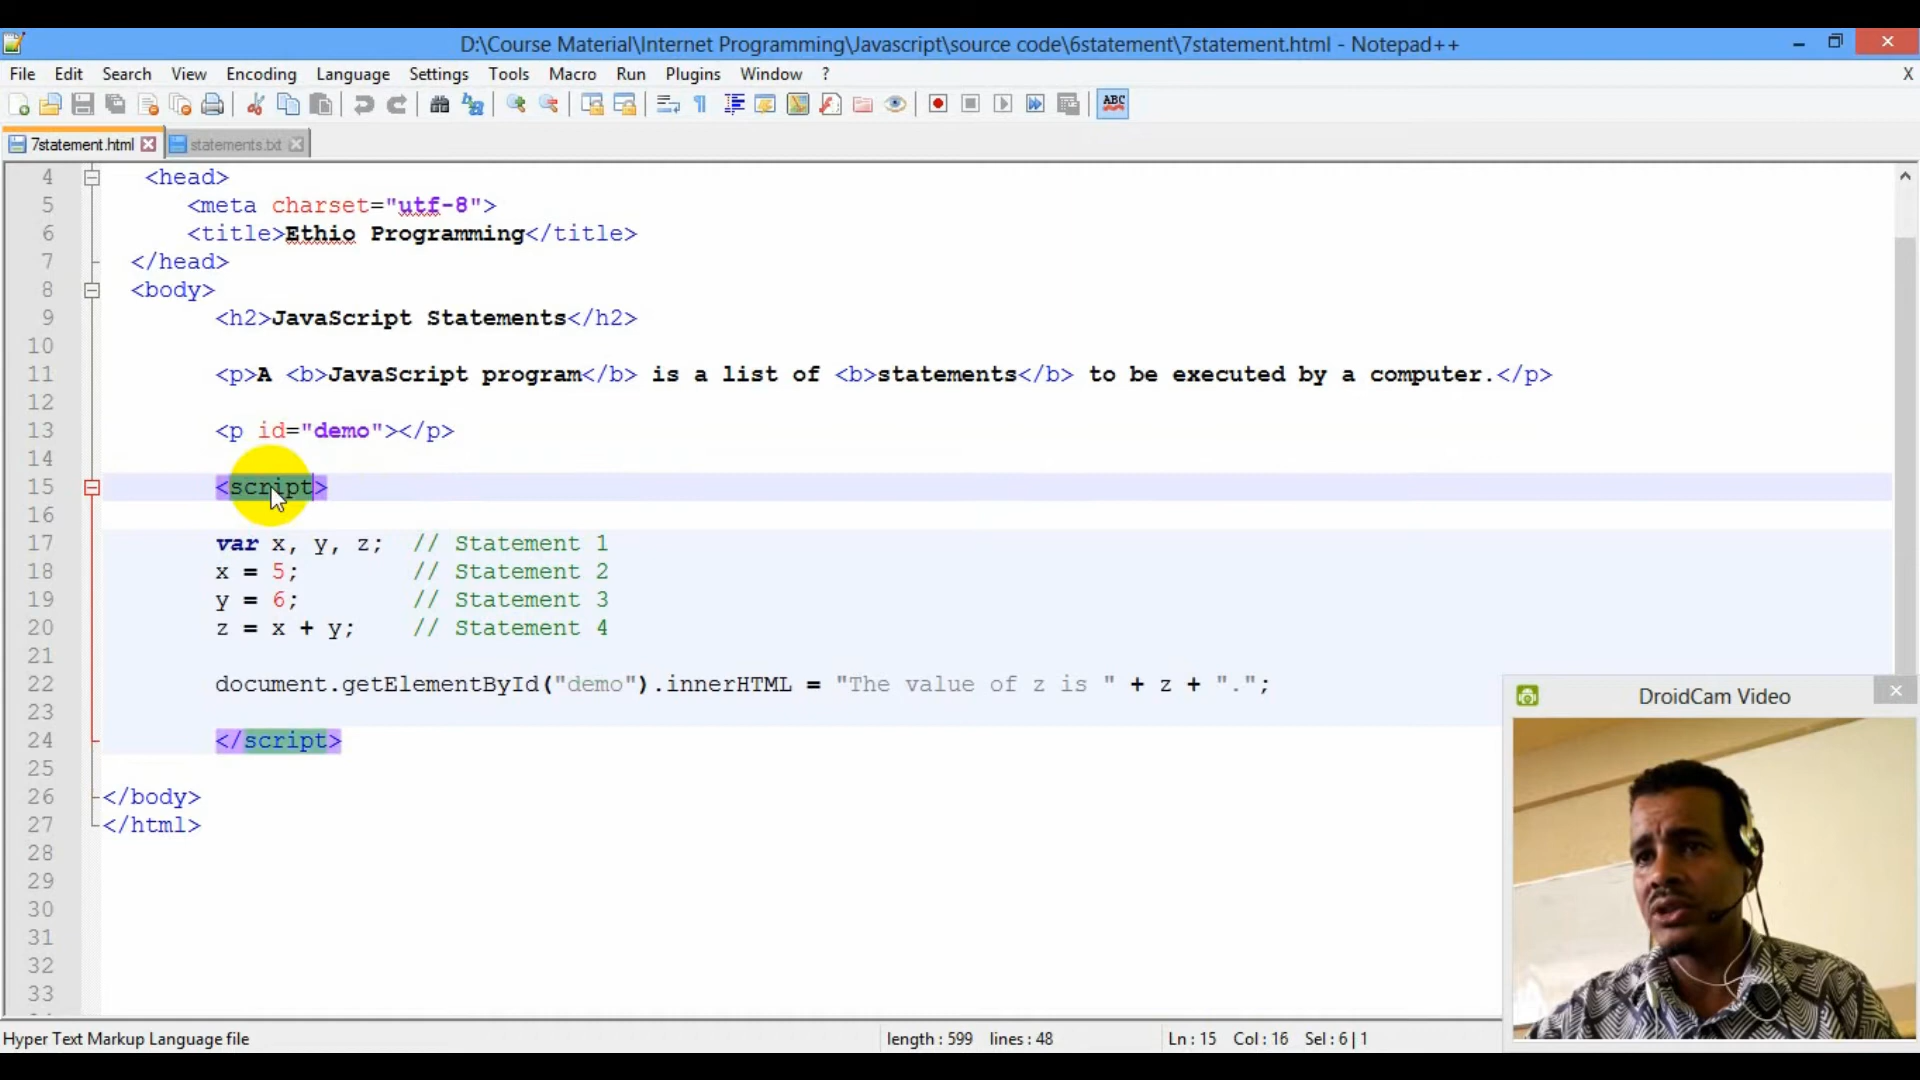 D:\Course Material\Internet Programming\Javascript\source code\6statement\7statement.html - Notepad++
File Edit Search View Encoding Language Settings Tools Macro Run Plugins Window ? X
ABC
7statement.html statements.txt
4 <head>
5 <meta charset="utf-8">
6 <title>Ethio Programming</title>
7 </head>
8 <body>
9 <h2>JavaScript Statements</h2>
10
11 <p>A <b>JavaScript program</b> is a list of <b>statements</b> to be executed by a computer.</p>
12
13 <p id="demo"></p>
14
15 <script>
16
17 var x, y, z; // Statement 1
18 x = 5; // Statement 2
19 y = 6; // Statement 3
20 z = x + y; // Statement 4
21
22 document.getElementById("demo").innerHTML = "The value of z is " + z + ".";
23
24 </script>
25
26 </body>
27 </html>
28
29
30
31
32
33
DroidCam Video
Hyper Text Markup Language file length : 599 lines : 48 Ln : 15 Col : 16 Sel : 6 | 1